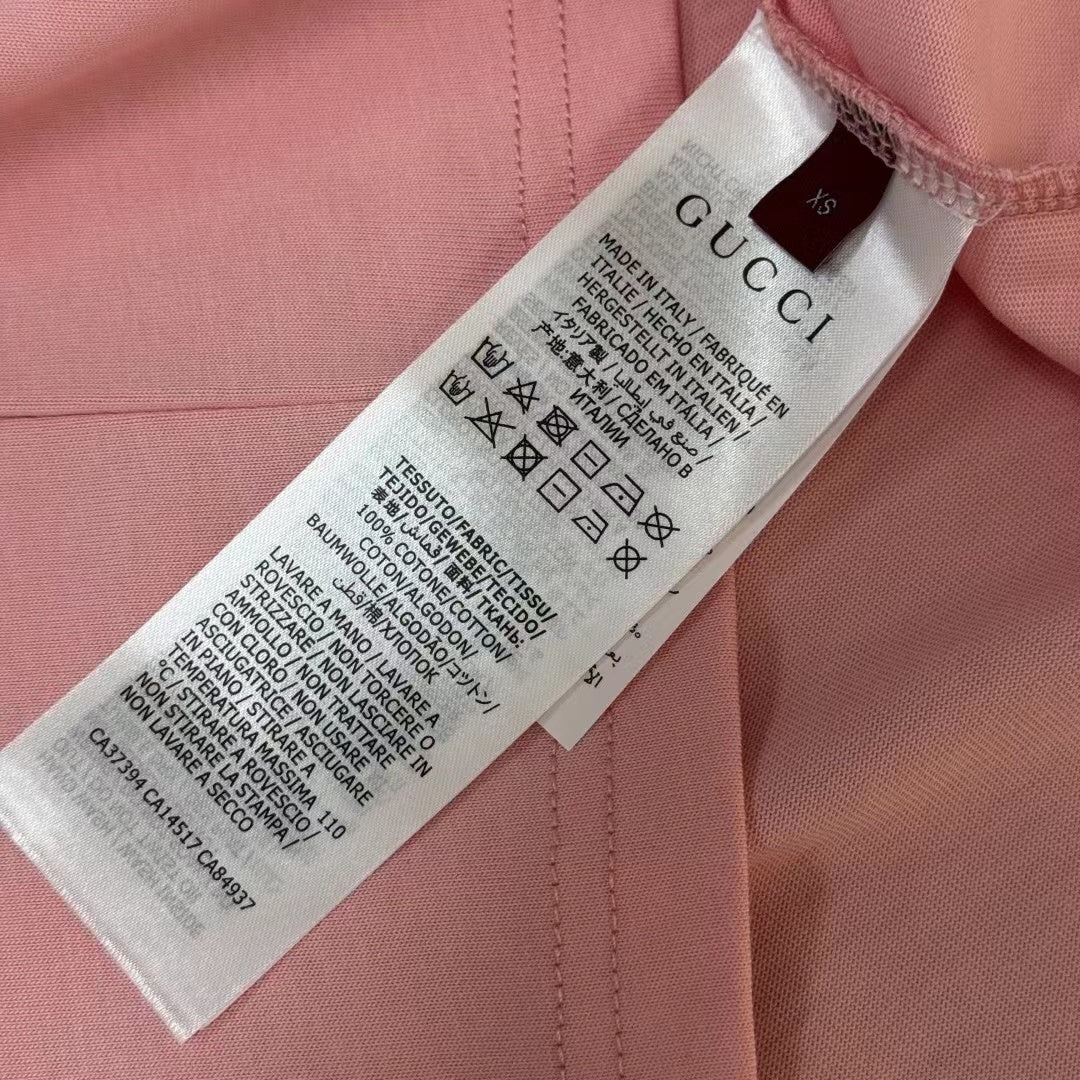 XS
GUCCI
MADE IN ITALY / FABRIQUÉ EN
ITALIE / HECHO EN ITALIA /
HERGESTELLT IN ITALIEN /
FABRICADO EM ITÁLIA /
イタリア製 / صنع في إيطاليا /
产地:意大利 / СДЕЛАНО В
ИТАЛИИ
TESSUTO/FABRIC/TISSU/
TEJIDO/GEWEBE/TECIDO/
表地/قماش/面料/ТКАНЬ:
100% COTONE/COTTON/
COTON/ALGODON/
BAUMWOLLE/ALGODÃO/コットン/
قطن/棉/ХЛОПОК
LAVARE A MANO / LAVARE A
ROVESCIO / NON TORCERE O
STRIZZARE / NON LASCIARE IN
AMMOLLO / NON TRATTARE
CON CLORO / NON USARE
ASCIUGATRICE / ASCIUGARE
IN PIANO / STIRARE A
TEMPERATURA MASSIMA 110
°C / STIRARE A ROVESCIO /
NON STIRARE LA STAMPA /
NON LAVARE A SECCO
CA37394 CA14517 CA84937